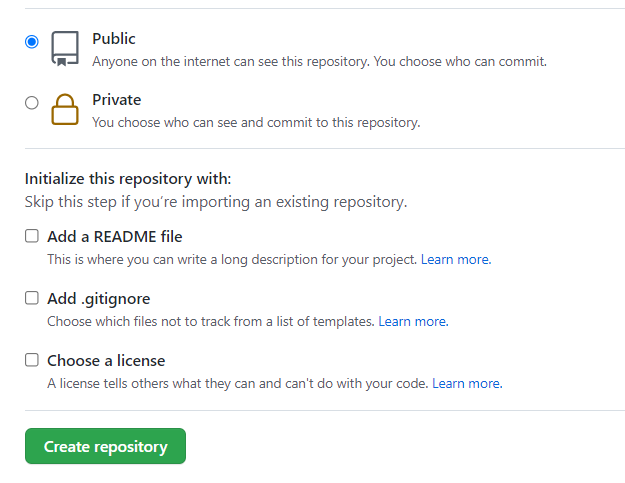 Public
Anyone on the internet can see this repository. You choose who can commit.
Private
You choose who can see and commit to this repository.
Initialize this repository with:
Skip this step if you're importing an existing repository.
Add a README file
This is where you can write a long description for your project. Learn more.
Add .gitignore
Choose which files not to track from a list of templates. Learn more.
Choose a license
A license tells others what they can and can't do with your code. Learn more.
Create repository